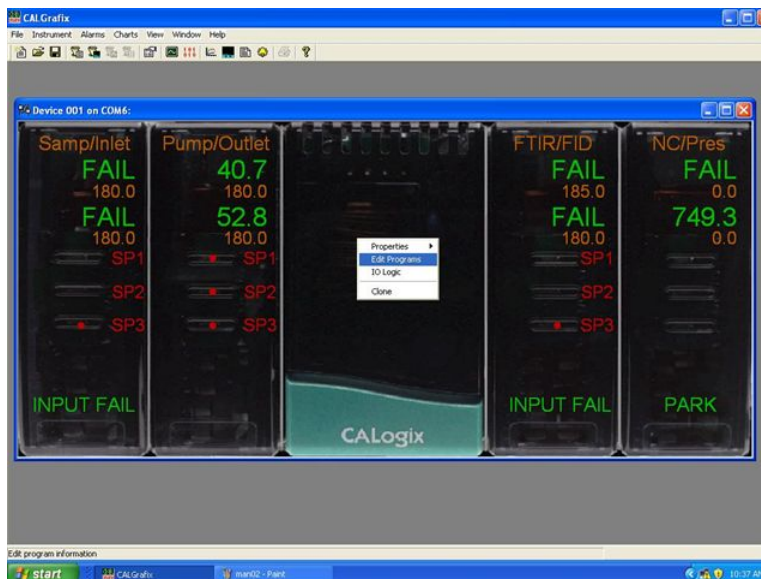 CALGrafix
File Instrument Alarms Charts View Window Help
Device 001 on COM6:
Samp/Inlet
FAIL
180.0
FAIL
180.0
SP1
SP2
SP3
INPUT FAIL
Pump/Outlet
40.7
180.0
52.8
180.0
SP1
SP2
SP3
Properties
Edit Programs
IO Logic
Clone
CALogix
FTIR/FID
FAIL
185.0
FAIL
180.0
SP1
SP2
SP3
INPUT FAIL
NC/Pres
FAIL
0.0
749.3
0.0
PARK
Edit program information
start CALGrafix man02 - Paint 10:37 AM